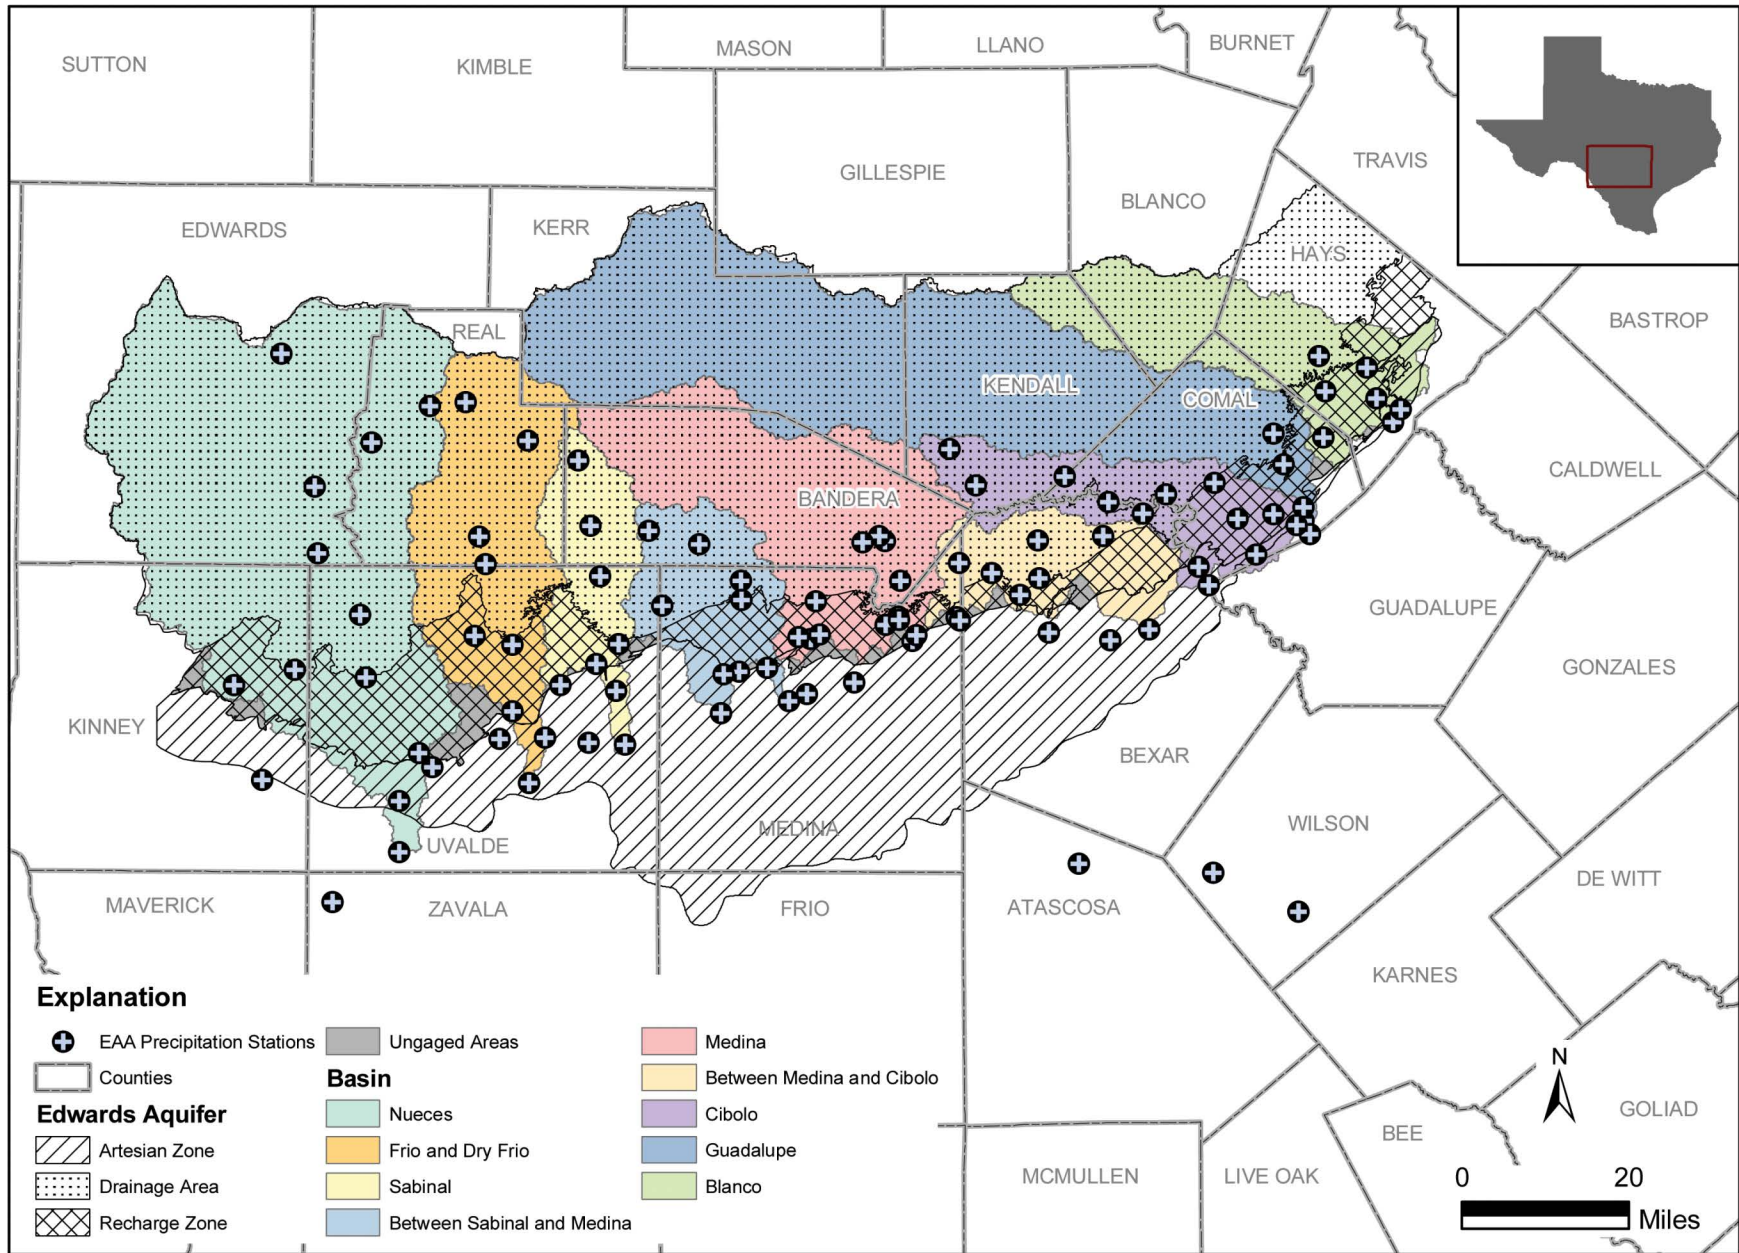 MASON
LLANO
BURNET
SUTTON
KIMBLE
TRAVIS
GILLESPIE
BLANCO
EDWARDS
KERR
HAYS
REAL
BASTROP
KENDALL
COMAL
CALDWELL
BANDERA
GUADALUPE
GONZALES
KINNEY
BEXAR
MEDINA
WILSON
UVALDE
DE WITT
MAVERICK
ZAVALA
FRIO
ATASCOSA
KARNES
GOLIAD
BEE
MCMULLEN
LIVE OAK
Explanation
EAA Precipitation Stations
Counties
Edwards Aquifer
Artesian Zone
Drainage Area
Recharge Zone
Ungaged Areas
Basin
Nueces
Frio and Dry Frio
Sabinal
Between Sabinal and Medina
Medina
Between Medina and Cibolo
Cibolo
Guadalupe
Blanco
N
0 20
Miles